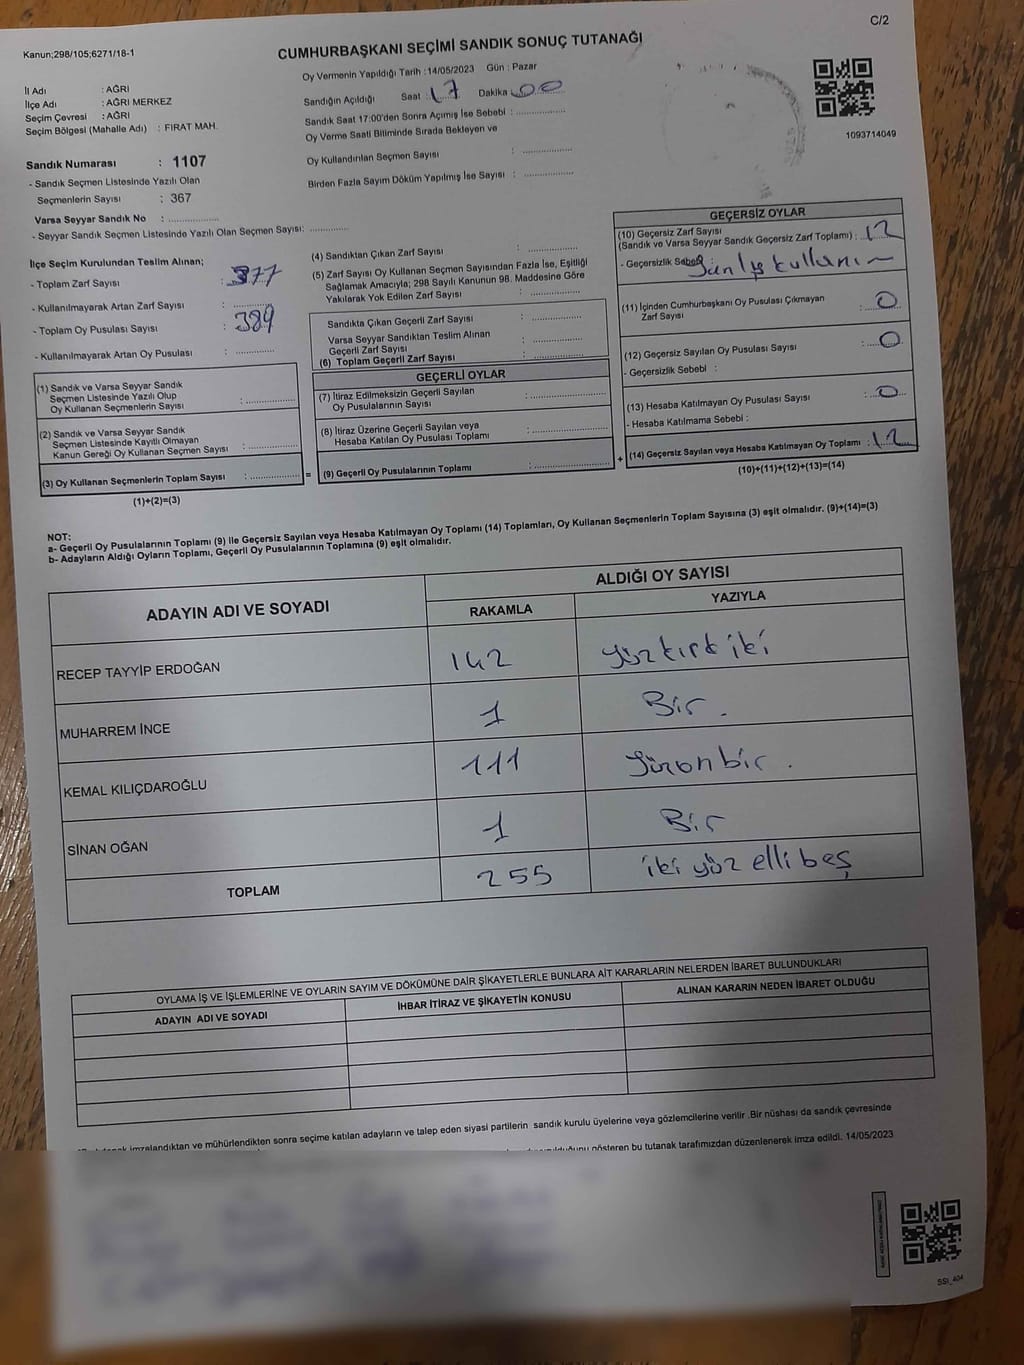 C/2
Kanun;298/105;6271/18-1
CUMHURBAŞKANI SEÇİMİ SANDIK SONUÇ TUTANAĞI
Oy Vermenin Yapıldığı Tarih :14/05/2023 Gün : Pazar
İl Adı : AĞRI
İlçe Adı : AĞRI MERKEZ
Seçim Çevresi : AĞRI
Seçim Bölgesi (Mahalle Adı) : FIRAT MAH.
Sandığın Açıldığı Saat : 17 Dakika : 00
Sandık Saat 17:00'den Sonra Açımış İse Sebebi : ..............
Oy Verme Saati Bitiminde Sırada Bekleyen ve
Oy Kullandırılan Seçmen Sayısı : ..............
Birden Fazla Sayım Döküm Yapılmış İse Sayısı : ..............
1093714049
Sandık Numarası : 1107
- Sandık Seçmen Listesinde Yazılı Olan
Seçmenlerin Sayısı : 367
Varsa Seyyar Sandık No : ..............
- Seyyar Sandık Seçmen Listesinde Yazılı Olan Seçmen Sayısı: ...........
İlçe Seçim Kurulundan Teslim Alınan;
- Toplam Zarf Sayısı : 377
- Kullanılmayarak Artan Zarf Sayısı : ...........
- Toplam Oy Pusulası Sayısı : 389
- Kullanılmayarak Artan Oy Pusulası : ...........
(1) Sandık ve Varsa Seyyar Sandık
Seçmen Listesinde Yazılı Olup
Oy Kullanan Seçmenlerin Sayısı : ..............
(2) Sandık ve Varsa Seyyar Sandık
Seçmen Listesinde Kayıtlı Olmayan
Kanun Gereği Oy Kullanan Seçmen Sayısı : ..............
(3) Oy Kullanan Seçmenlerin Toplam Sayısı : ..............
(1)+(2)=(3)
=
(4) Sandıktan Çıkan Zarf Sayısı : ..............
(5) Zarf Sayısı Oy Kullanan Seçmen Sayısından Fazla İse, Eşitliği
Sağlamak Amacıyla; 298 Sayılı Kanunun 98. Maddesine Göre
Yakılarak Yok Edilen Zarf Sayısı : ..............
Sandıkta Çıkan Geçerli Zarf Sayısı : ..............
Varsa Seyyar Sandıktan Teslim Alınan
Geçerli Zarf Sayısı : ..............
(6) Toplam Geçerli Zarf Sayısı : ..............
GEÇERLİ OYLAR
(7) İtiraz Edilmeksizin Geçerli Sayılan
Oy Pusulalarının Sayısı : ..............
(8) İtiraz Üzerine Geçerli Sayılan veya
Hesaba Katılan Oy Pusulası Toplamı : ..............
(9) Geçerli Oy Pusulalarının Toplamı : ..............
+
GEÇERSİZ OYLAR
(10) Geçersiz Zarf Sayısı
(Sandık ve Varsa Seyyar Sandık Geçersiz Zarf Toplamı) : 12
- Geçersizlik Sebebi
(11) İçinden Cumhurbaşkanı Oy Pusulası Çıkmayan
Zarf Sayısı : 0
(12) Geçersiz Sayılan Oy Pusulası Sayısı : 0
- Geçersizlik Sebebi :
(13) Hesaba Katılmayan Oy Pusulası Sayısı : 0
- Hesaba Katılmama Sebebi :
(14) Geçersiz Sayılan veya Hesaba Katılmayan Oy Toplamı : 12
(10)+(11)+(12)+(13)=(14)
NOT:
a- Geçerli Oy Pusulalarının Toplamı (9) ile Geçersiz Sayılan veya Hesaba Katılmayan Oy Toplamı (14) Toplamları, Oy Kullanan Seçmenlerin Toplam Sayısına (3) eşit olmalıdır. (9)+(14)=(3)
b- Adayların Aldığı Oyların Toplamı, Geçerli Oy Pusulalarının Toplamına (9) eşit olmalıdır.
ADAYIN ADI VE SOYADI
ALDIĞI OY SAYISI
RAKAMLA YAZIYLA
RECEP TAYYİP ERDOĞAN 142 yüzkırkiki
MUHARREM İNCE 1 Bir.
KEMAL KILIÇDAROĞLU 111 Yüzonbir.
SİNAN OĞAN 1 Bir
TOPLAM 255 iki yüz elli beş
OYLAMA İŞ VE İŞLEMLERİNE VE OYLARIN SAYIM VE DÖKÜMÜNE DAİR ŞİKAYETLERLE BUNLARA AİT KARARLARIN NELERDEN İBARET BULUNDUKLARI
ADAYIN ADI VE SOYADI İHBAR İTİRAZ VE ŞİKAYETİN KONUSU ALINAN KARARIN NEDEN İBARET OLDUĞU
imzalandıktan ve mühürlendikten sonra seçime katılan adayların ve talep eden siyasi partilerin sandık kurulu üyelerine veya gözlemcilerine verilir .Bir nüshası da sandık çevresinde
gösteren bu tutanak tarafımızdan düzenlenerek imza edildi. 14/05/2023
SSI_404